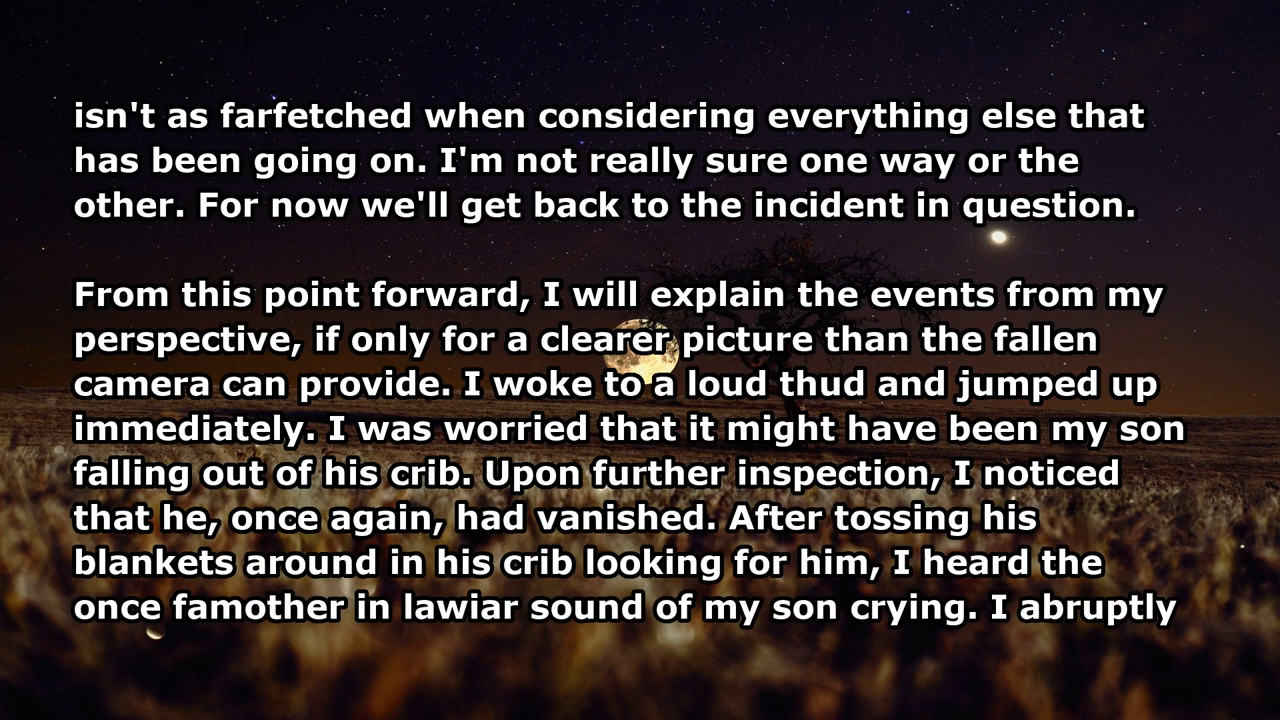 isn't as farfetched when considering everything else that
has been going on. I'm not really sure one way or the
other. For now we'll get back to the incident in question.
From this point forward, I will explain the events from my
perspective, if only for a clearer picture than the fallen
camera can provide. I woke to a loud thud and jumped up
immediately. I was worried that it might have been my son
falling out of his crib. Upon further inspection, I noticed
that he, once again, had vanished. After tossing his
blankets around in his crib looking for him, I heard the
once famother in lawiar sound of my son crying. I abruptly